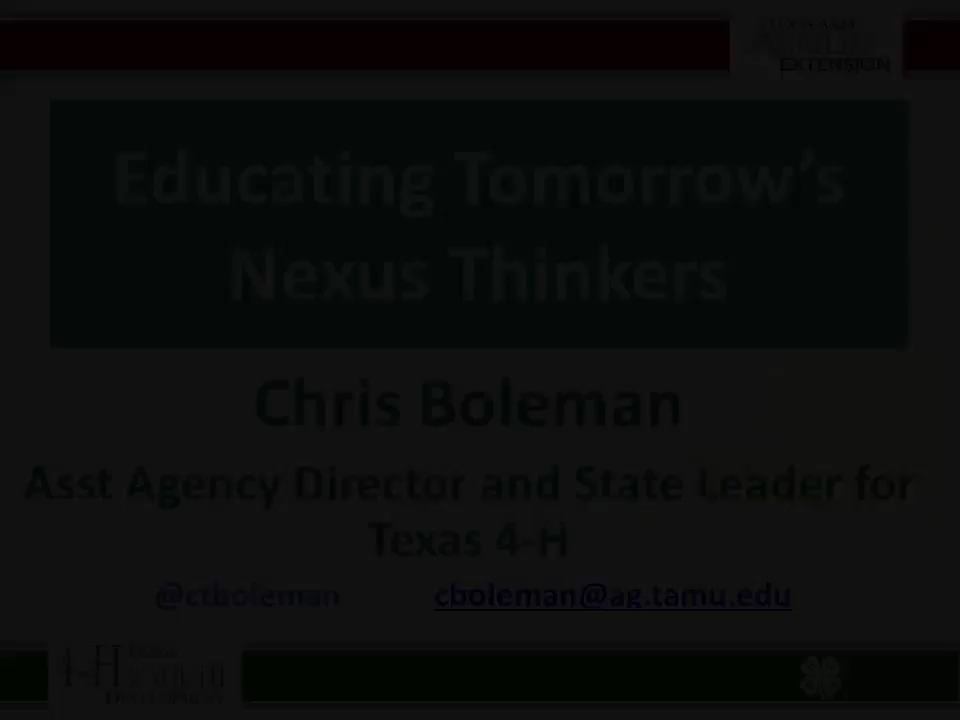 EXTENSION
Educating Tomorrow's
Nexus Thinkers
Chris Boleman
Asst Agency Director and State Leader for
Texas 4-H
@ctboleman cboleman@ag.tamu.edu